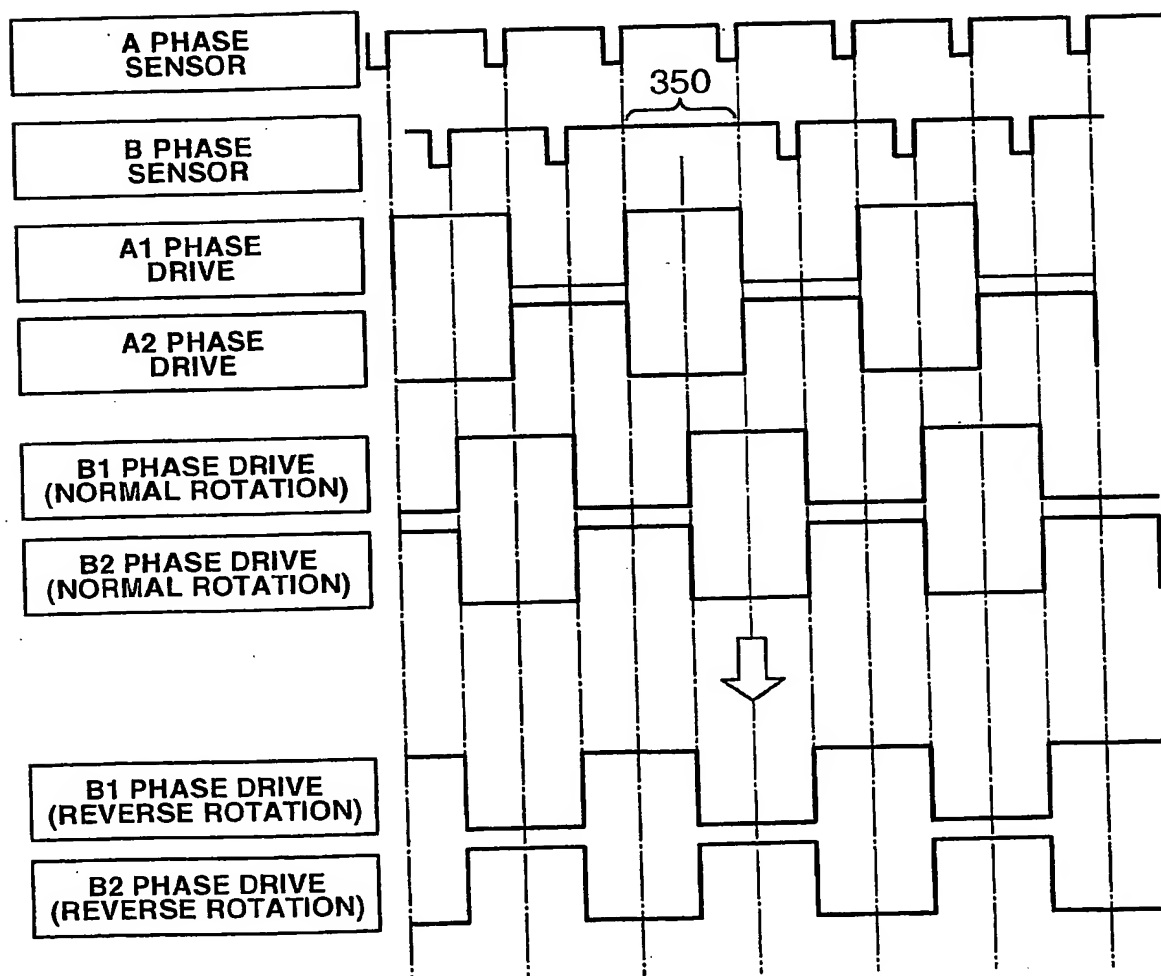 A PHASE
SENSOR
350
B PHASE
SENSOR
A1 PHASE
DRIVE
A2 PHASE
DRIVE
B1 PHASE DRIVE
(NORMAL ROTATION)
B2 PHASE DRIVE
(NORMAL ROTATION)
B1 PHASE DRIVE
(REVERSE ROTATION)
B2 PHASE DRIVE
(REVERSE ROTATION)